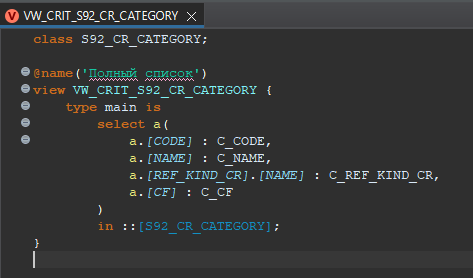 VW_CRIT_S92_CR_CATEGORY
class S92_CR_CATEGORY;
@name('Полный список')
view VW_CRIT_S92_CR_CATEGORY {
type main is
select a(
a.[CODE] : C_CODE,
a.[NAME] : C_NAME,
a.[REF_KIND_CR].[NAME] : C_REF_KIND_CR,
a.[CF] : C_CF
)
in ::[S92_CR_CATEGORY];
}